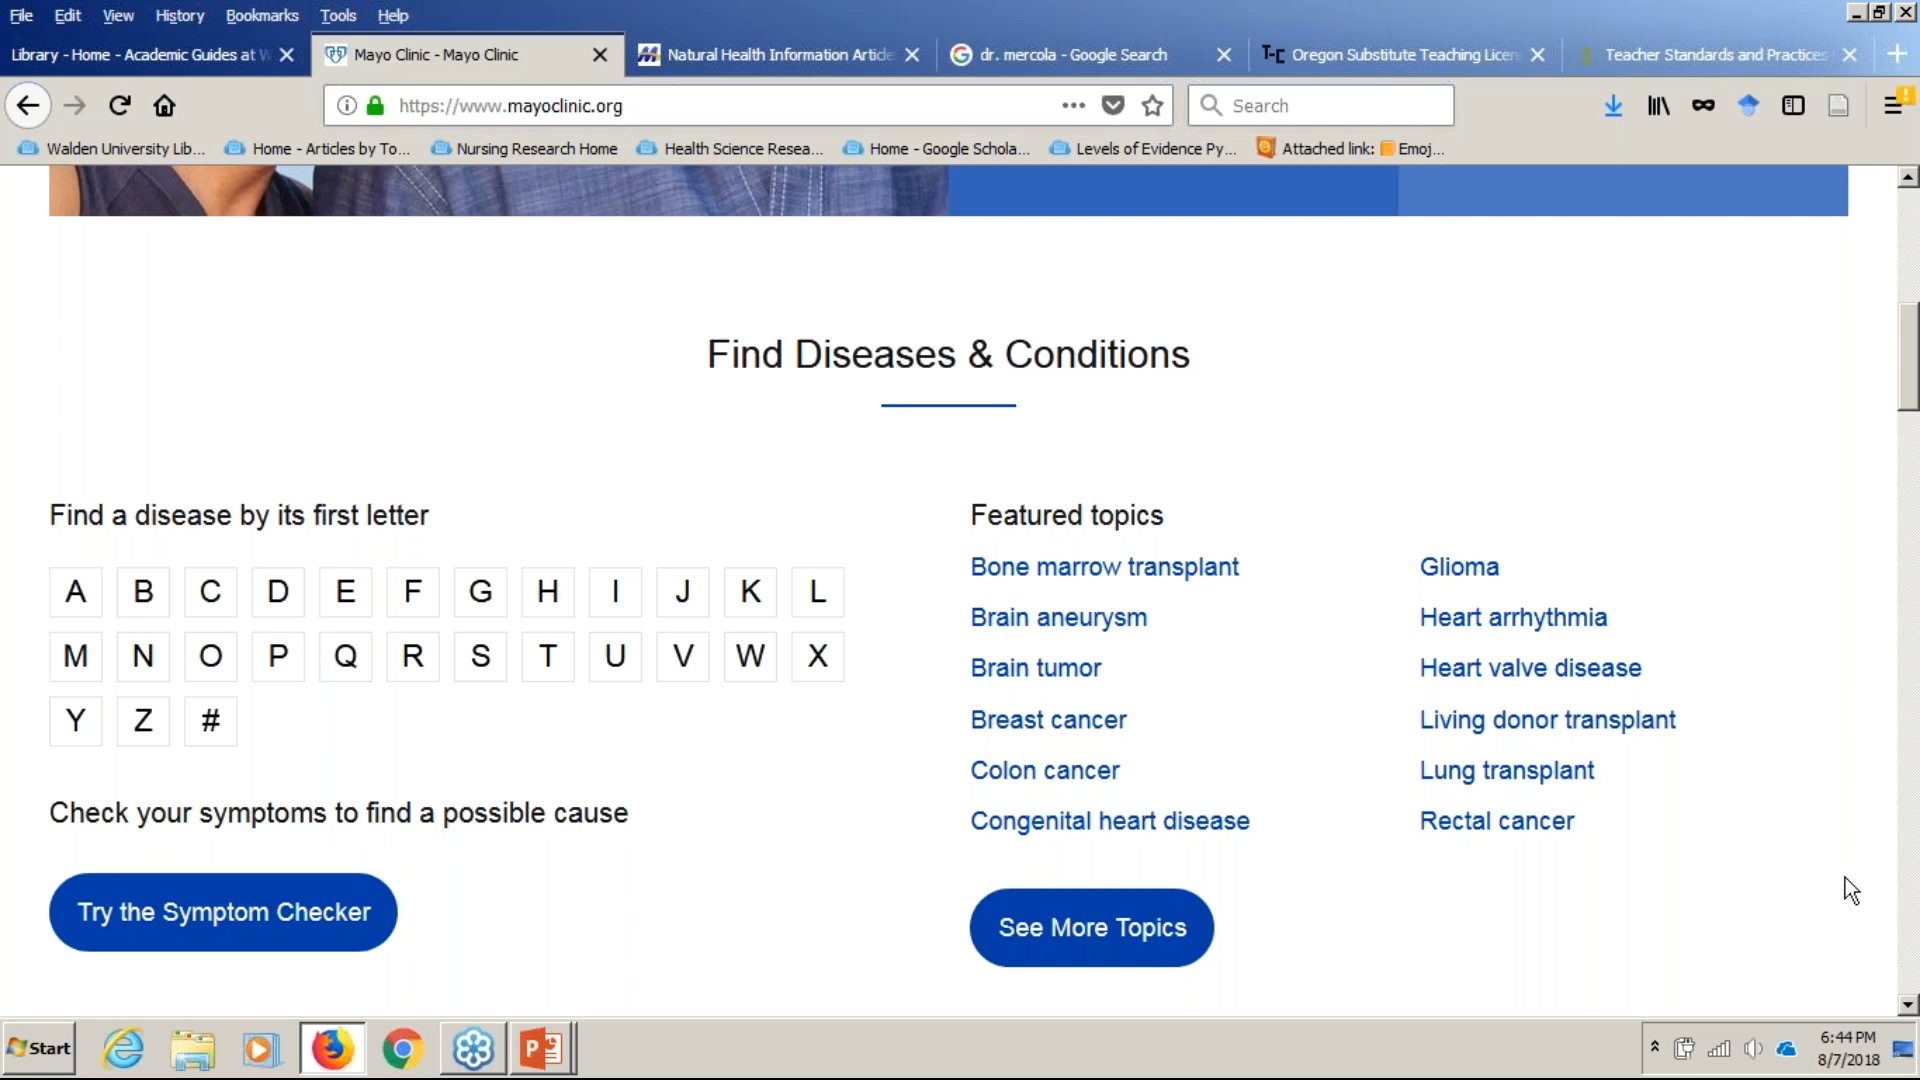 File Edit View History Bookmarks Tools Help
Library - Home - Academic Guides at W
Mayo Clinic - Mayo Clinic
Natural Health Information Article
dr. mercola - Google Search
T-C Oregon Substitute Teaching Licen
Teacher Standards and Practices
https://www.mayoclinic.org
Search
Walden University Lib...
Home - Articles by To...
Nursing Research Home
Health Science Resea...
Home - Google Schola...
Levels of Evidence Py...
Attached link: Emoj...
Find Diseases & Conditions
Find a disease by its first letter
A B C D E F G H I J K L
M N O P Q R S T U V W X
Y Z #
Check your symptoms to find a possible cause
Try the Symptom Checker
Featured topics
Bone marrow transplant
Brain aneurysm
Brain tumor
Breast cancer
Colon cancer
Congenital heart disease
Glioma
Heart arrhythmia
Heart valve disease
Living donor transplant
Lung transplant
Rectal cancer
See More Topics
Start
6:44 PM
8/7/2018